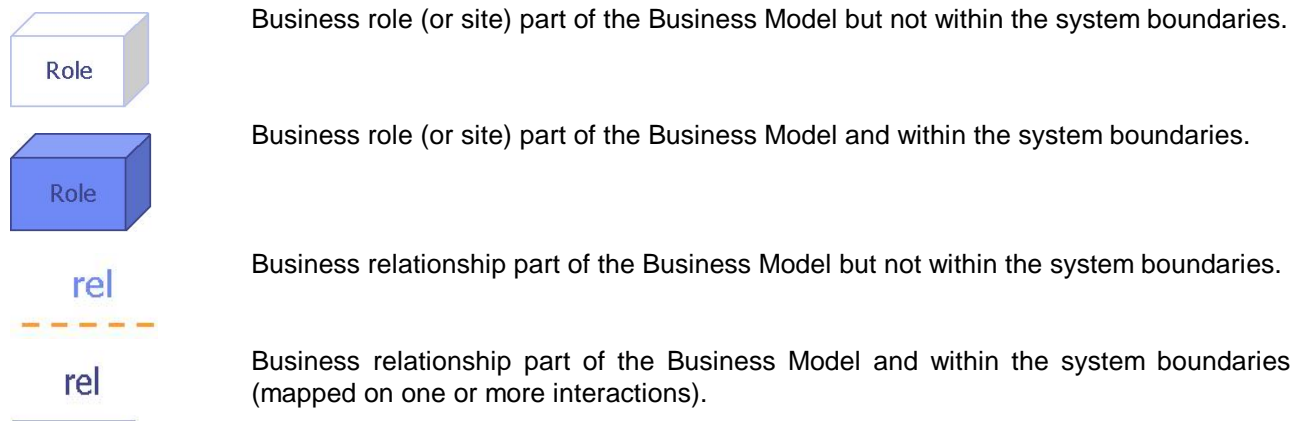 Business role (or site) part of the Business Model but not within the system boundaries.
Role
Business role (or site) part of the Business Model and within the system boundaries.
Role
Business relationship part of the Business Model but not within the system boundaries.
rel
Business relationship part of the Business Model and within the system boundaries
(mapped on one or more interactions).
rel